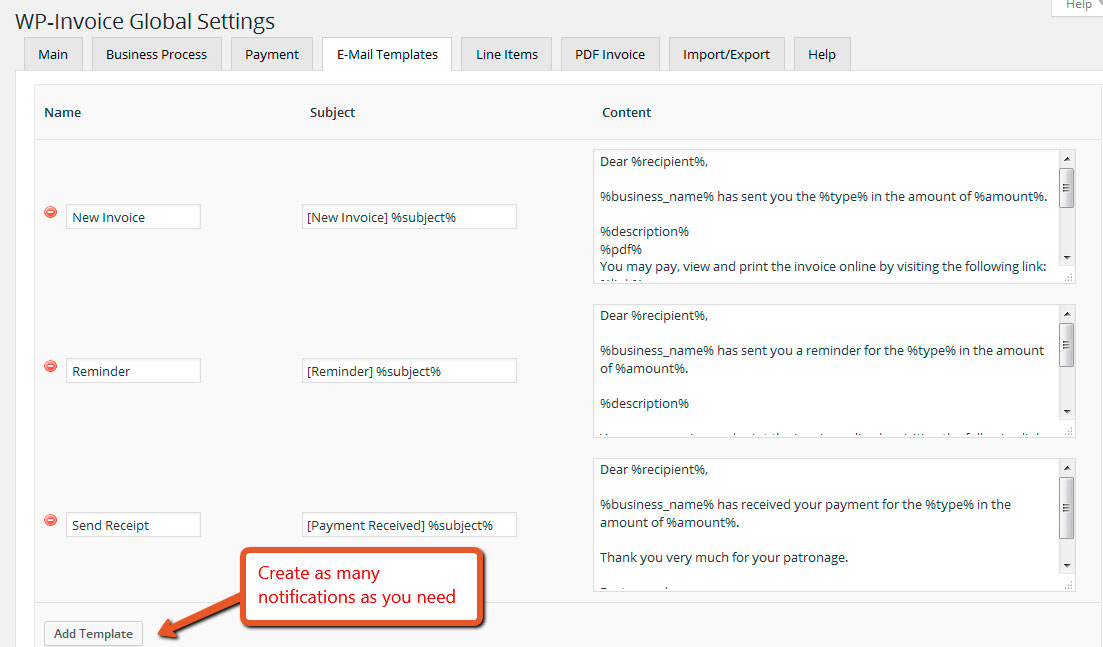 Help
WP-Invoice Global Settings
Main
Business Process
Payment
E-Mail Templates
Line Items
PDF Invoice
Import/Export
Help
Name
Subject
Content
New Invoice
[New Invoice] %subject%
Dear %recipient%,
%business_name% has sent you the %type% in the amount of %amount%.
%description%
%pdf%
You may pay, view and print the invoice online by visiting the following link:
Reminder
[Reminder] %subject%
Dear %recipient%,
%business_name% has sent you a reminder for the %type% in the amount
of %amount%.
%description%
Send Receipt
[Payment Received] %subject%
Dear %recipient%,
%business_name% has received your payment for the %type% in the
amount of %amount%.
Thank you very much for your patronage.
Create as many
notifications as you need
Add Template